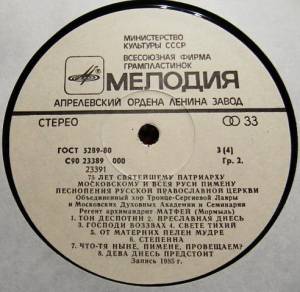 МИНИСТЕРСТВО
КУЛЬТУРЫ СССР
ВСЕСОЮЗНАЯ ФИРМА
ГРАМПЛАСТИНОК
МЕЛОДИЯ
АПРЕЛЕВСКИЙ ОРДЕНА ЛЕНИНА ЗАВОД
СТЕРЕО 33
ГОСТ 5289-80 3 [4]
С90 23389 000 Гр. 2.
23391
75 ЛЕТ СВЯТЕЙШЕМУ ПАТРИАРХУ
МОСКОВСКОМУ И ВСЕЯ РУСИ ПИМЕНУ
ПЕСНОПЕНИЯ РУССКОЙ ПРАВОСЛАВНОЙ ЦЕРКВИ
Объединенный хор Троице-Сергиевой Лавры
и Московских Духовных Академии и Семинарии
Регент архимандрит МАТФЕЙ (Мормыль)
1. ТОН ДЕСПОТИН 2. ПРЕСЛАВНАЯ ДНЕСЬ
3. ГОСПОДИ ВОЗЗВАХ 4. СВЕТЕ ТИХИЙ
5. ОТ МАТЕРНИХ ПЕЛЕН МУДРЕ
6. СТЕПЕННА
7. ЧТО-ТЯ НЫНЕ, ПИМЕНЕ, ПРОВЕЩАЕМ?
8. ДЕВА ДНЕСЬ ПРЕДСТОИТ
Запись 1985 г.